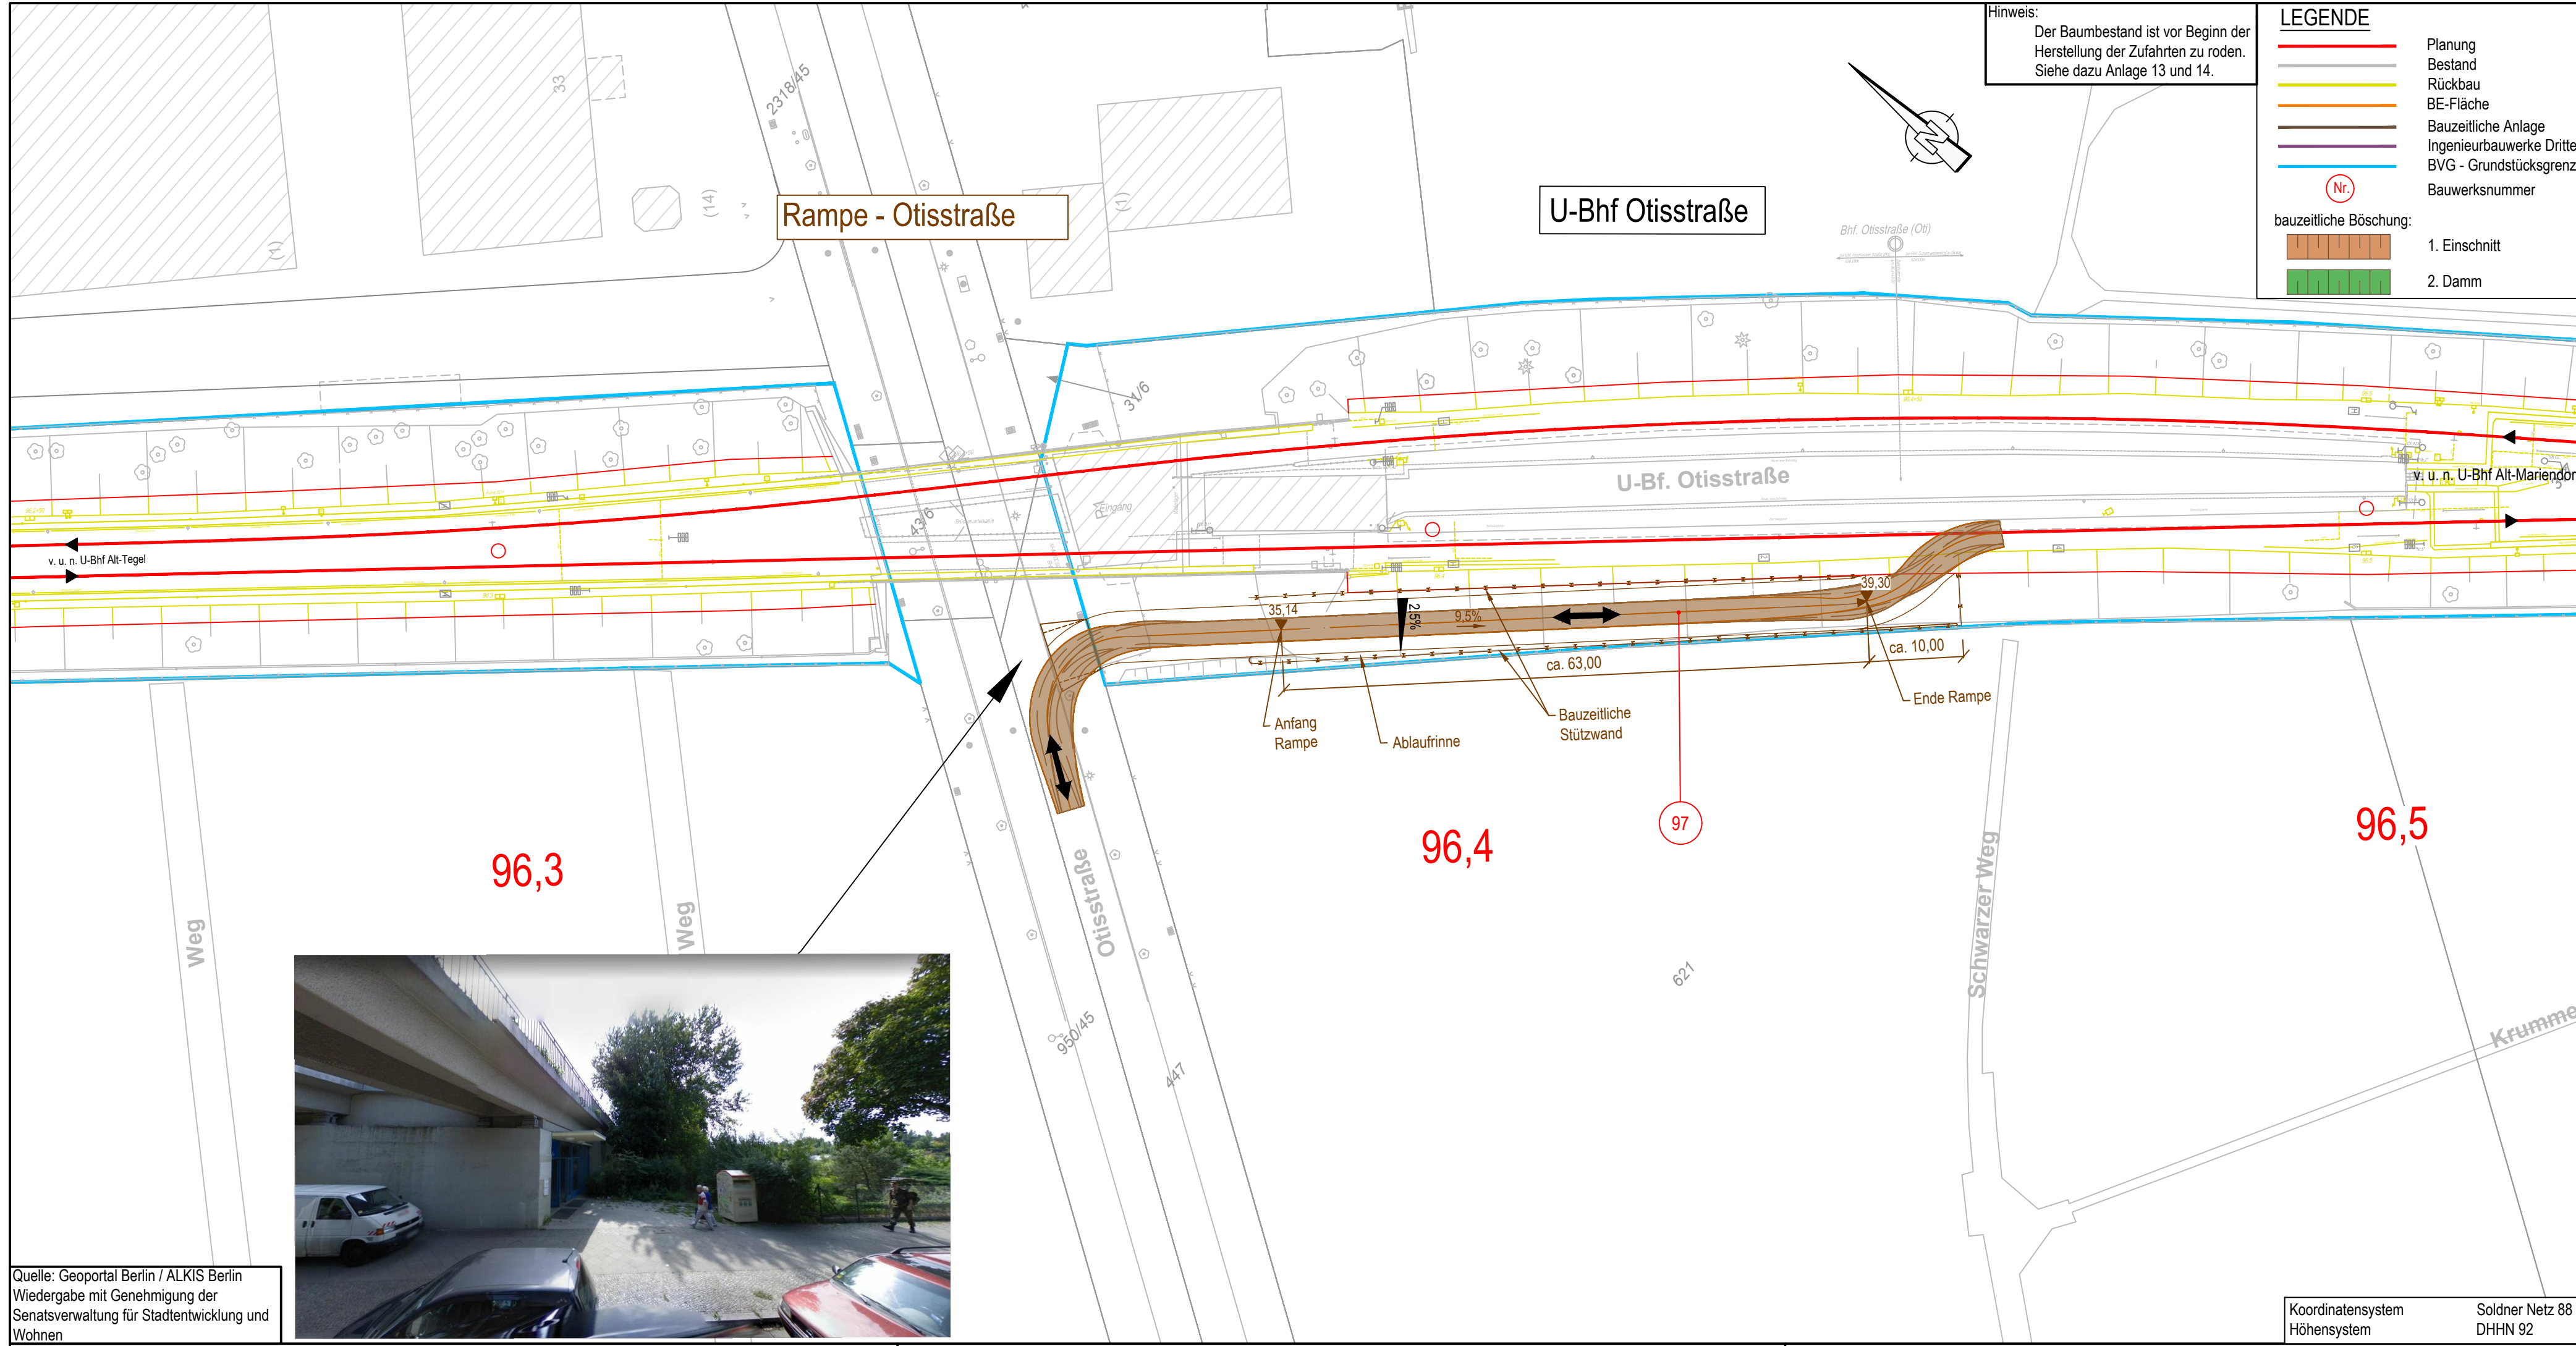 Hinweis:
Der Baumbestand ist vor Beginn der
Herstellung der Zufahrten zu roden.
Siehe dazu Anlage 13 und 14.
LEGENDE
Planung
Bestand
Rückbau
BE-Fläche
Bauzeitliche Anlage
Ingenieurbauwerke Dritte
BVG - Grundstücksgrenz
Nr.
Bauwerksnummer
bauzeitliche Böschung:
1. Einschnitt
2. Damm
33
2318/45
(14)
(1)
(1)
Rampe - Otisstraße
U-Bhf Otisstraße
Bhf. Otisstraße (Oti)
31/6
43/6
Eingang
U-Bf. Otisstraße
v. u. n. U-Bhf Alt-Mariendor
v. u. n. U-Bhf Alt-Tegel
35,14
2,5%
9,5%
39,30
ca. 63,00
ca. 10,00
Anfang
Rampe
Ablaufrinne
Bauzeitliche
Stützwand
Ende Rampe
97
96,3
96,4
96,5
Weg
Weg
Otisstraße
Schwarzer Weg
Krumme
621
950/45
447
Quelle: Geoportal Berlin / ALKIS Berlin
Wiedergabe mit Genehmigung der
Senatsverwaltung für Stadtentwicklung und
Wohnen
Koordinatensystem Soldner Netz 88
Höhensystem DHHN 92